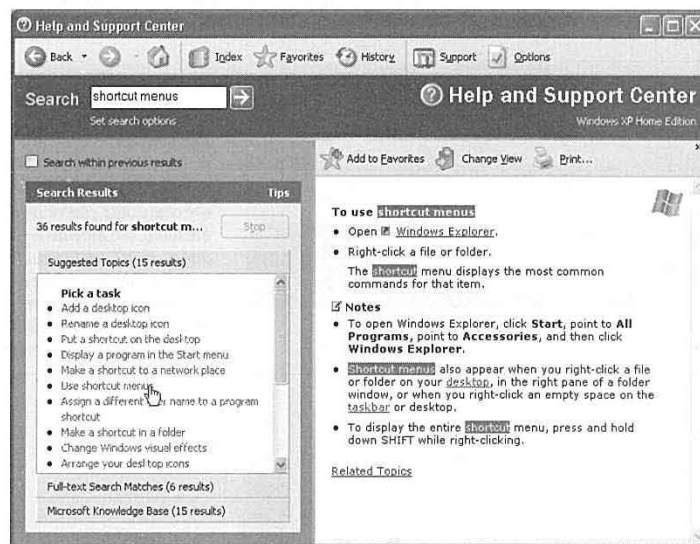 Help and Support Center
Back
Index
Favorites
History
Support
Options
Search
shortcut menus
Set search options
Help and Support Center
Windows XP Home Edition
Search within previous results
Add to Favorites
Change View
Print...
Search Results
Tips
36 results found for shortcut m...
Stop
Suggested Topics (15 results)
Pick a task
• Add a desktop icon
• Rename a desktop icon
• Put a shortcut on the desktop
• Display a program in the Start menu
• Make a shortcut to a network place
• Use shortcut menus
• Assign a different name to a program
shortcut
• Make a shortcut in a folder
• Change Windows visual effects
• Arrange your desktop icons
Full-text Search Matches (6 results)
Microsoft Knowledge Base (15 results)
To use shortcut menus
• Open Windows Explorer.
• Right-click a file or folder.
The shortcut menu displays the most common
commands for that item.
Notes
• To open Windows Explorer, click Start, point to All
Programs, point to Accessories, and then click
Windows Explorer.
• Shortcut menus also appear when you right-click a file
or folder on your desktop, in the right pane of a folder
window, or when you right-click an empty space on the
taskbar or desktop.
• To display the entire shortcut menu, press and hold
down SHIFT while right-clicking.
Related Topics